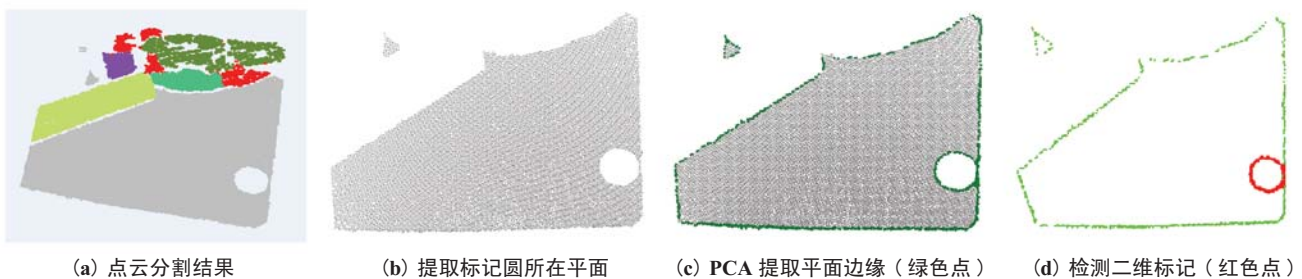 (a) 点云分割结果
(b) 提取标记圆所在平面
(c) PCA 提取平面边缘（绿色点）
(d) 检测二维标记（红色点）